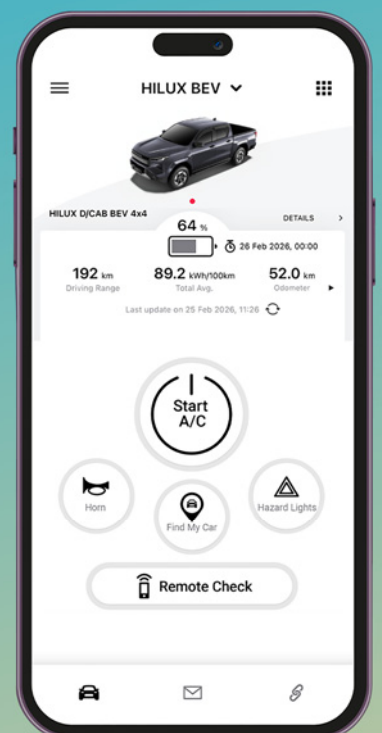 HILUX BEV
HILUX D/CAB BEV 4x4
DETAILS
64 %
26 Feb 2026, 00:00
192 km
89.2 kWh/100km
52.0 km
Driving Range
Total Avg.
Odometer
Last update on 25 Feb 2026, 11:26
Start
A/C
Horn
Find My Car
Hazard Lights
Remote Check